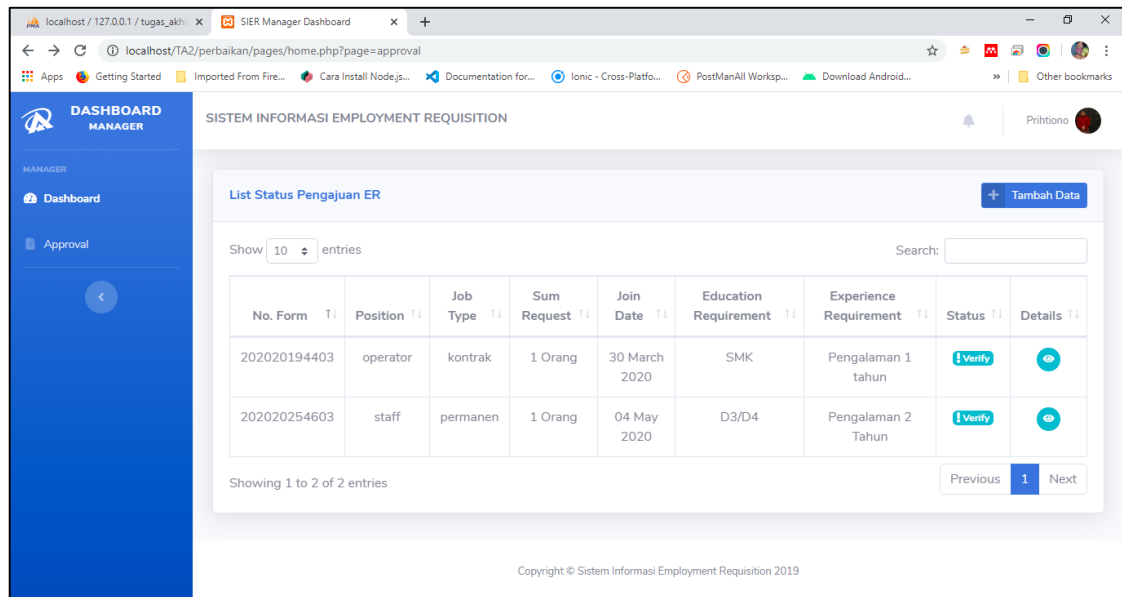 localhost / 127.0.0.1 / tugas_akhi
SIER Manager Dashboard
localhost/TA2/perbaikan/pages/home.php?page=approval
Apps Getting Started Imported From Fire... Cara Install Node.js... Documentation for... Ionic - Cross-Platfo... PostManAll Worksp... Download Android... » Other bookmarks
DASHBOARD
MANAGER
SISTEM INFORMASI EMPLOYMENT REQUISITION
Prihtiono
MANAGER
Dashboard
Approval
List Status Pengajuan ER
Tambah Data
Show 10 entries
Search:
No. Form Position Job Type Sum Request Join Date Education Requirement Experience Requirement Status Details
202020194403 operator kontrak 1 Orang 30 March 2020 SMK Pengalaman 1 tahun Verify
202020254603 staff permanen 1 Orang 04 May 2020 D3/D4 Pengalaman 2 Tahun Verify
Showing 1 to 2 of 2 entries
Previous 1 Next
Copyright © Sistem Informasi Employment Requisition 2019